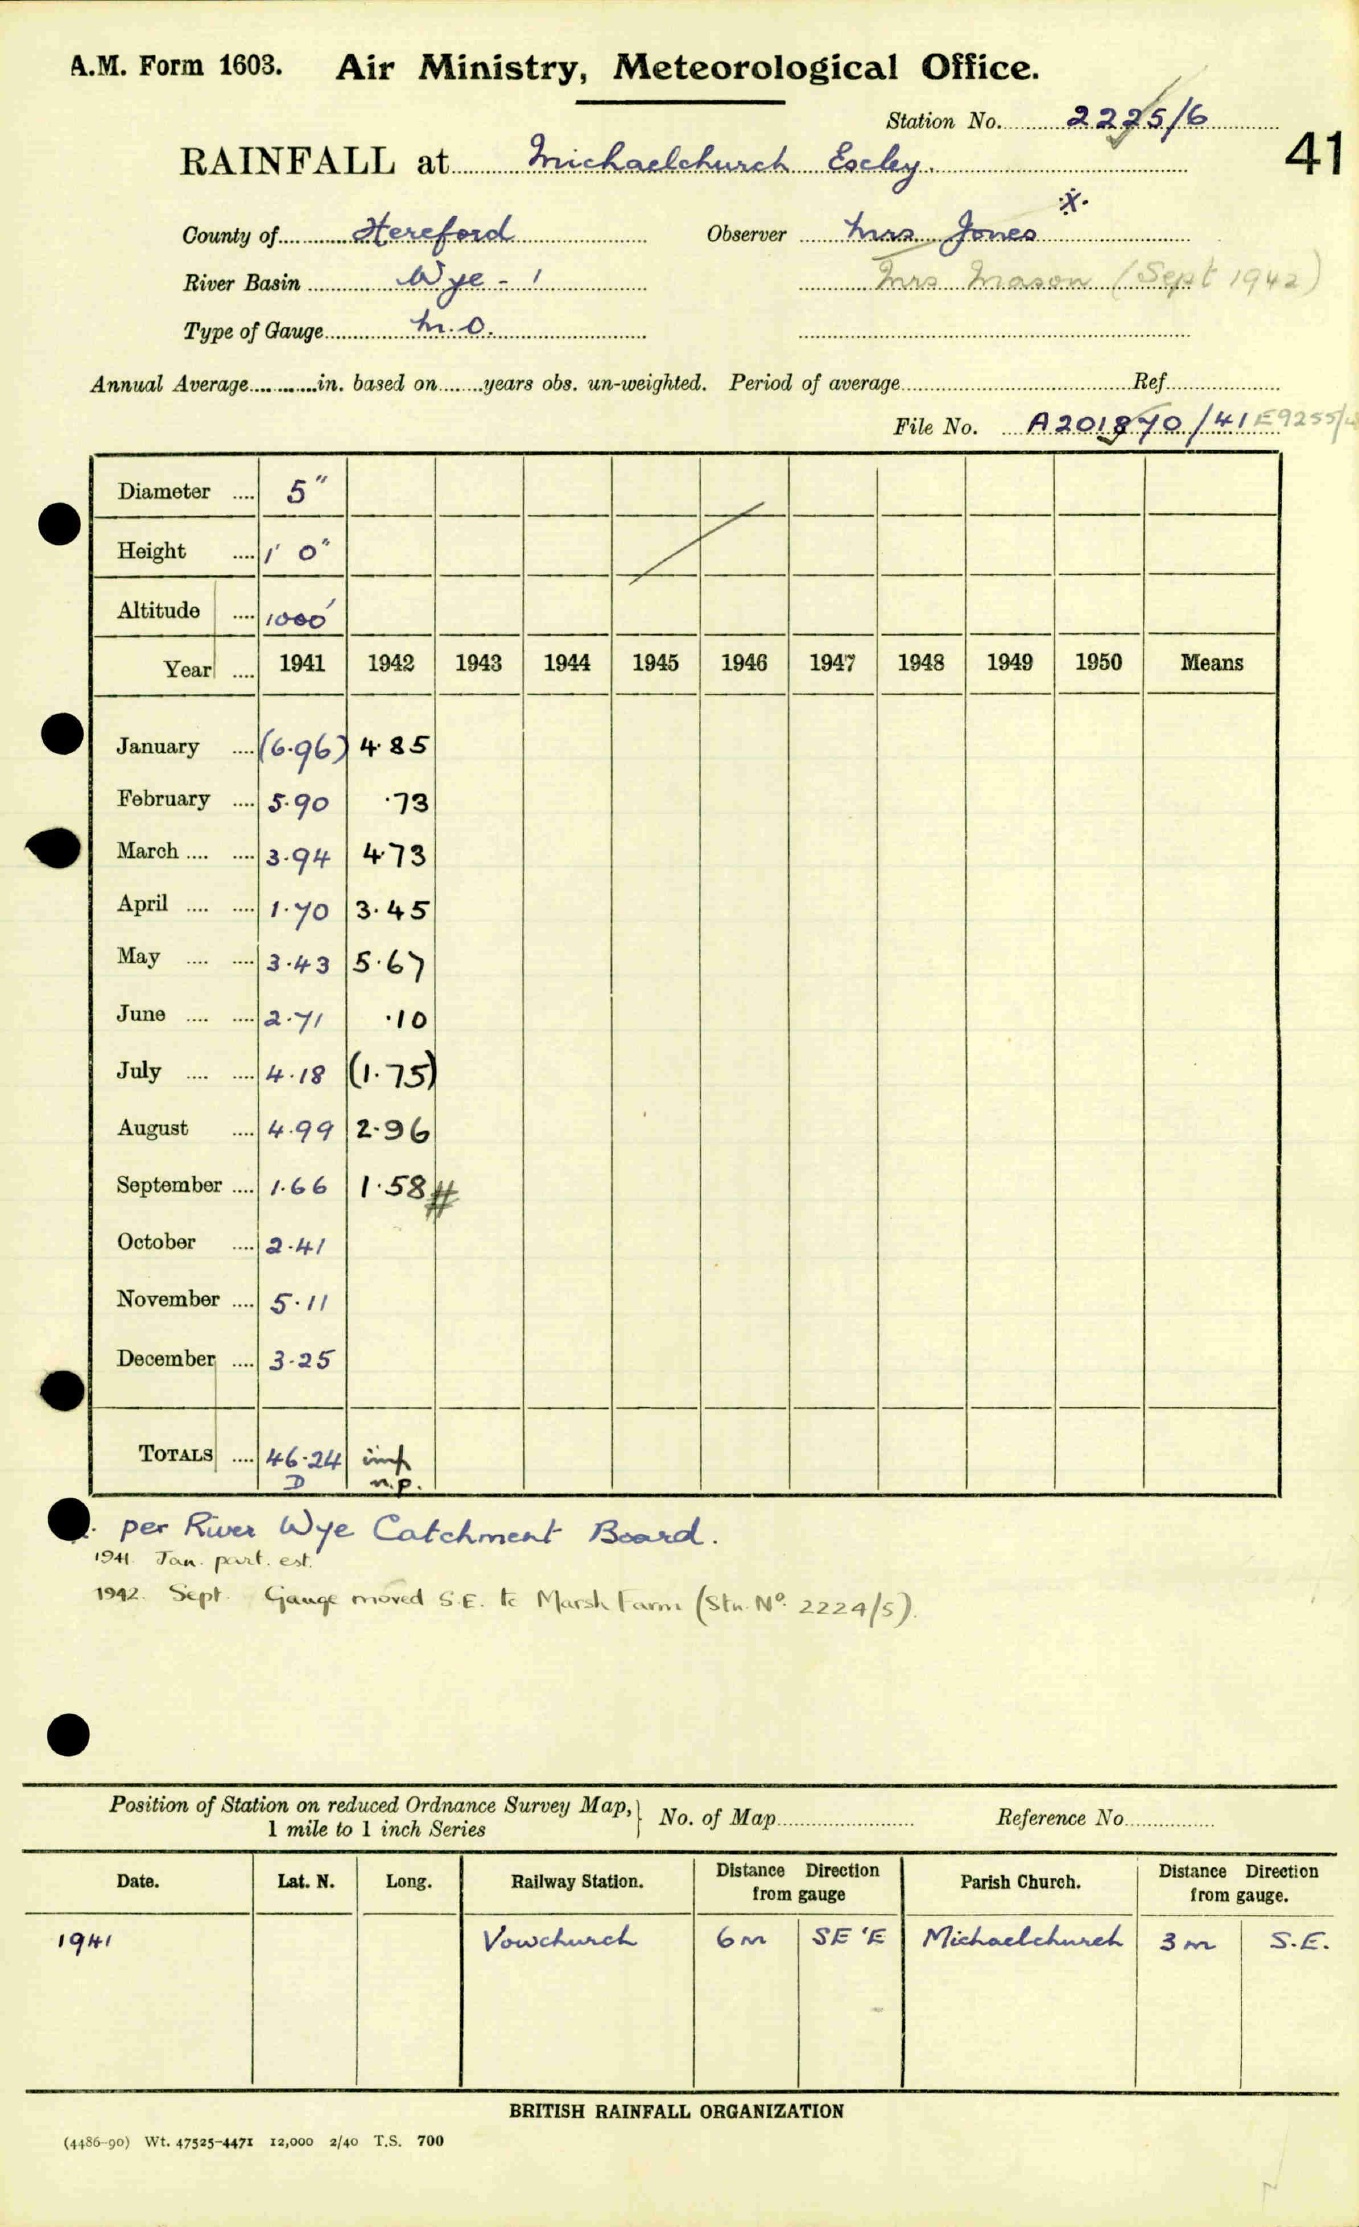 A.M. Form 1603. Air Ministry, Meteorological Office.
Station No. 2225/6
RAINFALL at Michaelchurch Escley. 41
County of Hereford Observer Mrs Jones ※
River Basin Wye - 1 Mrs Mason (Sept 1942)
Type of Gauge M.O.
Annual Average in. based on years obs. un-weighted. Period of average Ref
File No. A201870/41 E9255/
Diameter .... 5"
Height .... 1' 0"
Altitude .... 1000'
Year .... 1941 1942 1943 1944 1945 1946 1947 1948 1949 1950 Means
January .... (6.96) 4.85
February .... 5.90 .73
March .... .... 3.94 4.73
April .... .... 1.70 3.45
May .... .... 3.43 5.67
June .... .... 2.71 .10
July .... .... 4.18 (1.75)
August .... 4.99 2.96
September .... 1.66 1.58 #
October .... 2.41
November .... 5.11
December .... 3.25
TOTALS .... 46.24 imp
D n.p.
per River Wye Catchment Board.
1941 Jan. part. est.
1942. Sept. Gauge moved S.E. to Marsh Farm (Stn. No. 2224/5).
Position of Station on reduced Ordnance Survey Map, } No. of Map Reference No
1 mile to 1 inch Series
Date. Lat. N. Long. Railway Station. Distance Direction from gauge Parish Church. Distance Direction from gauge.
1941 Vowchurch 6m SE'E Michaelchurch 3m S.E.
BRITISH RAINFALL ORGANIZATION
(4486-90) Wt. 47525-4471 12,000 2/40 T.S. 700